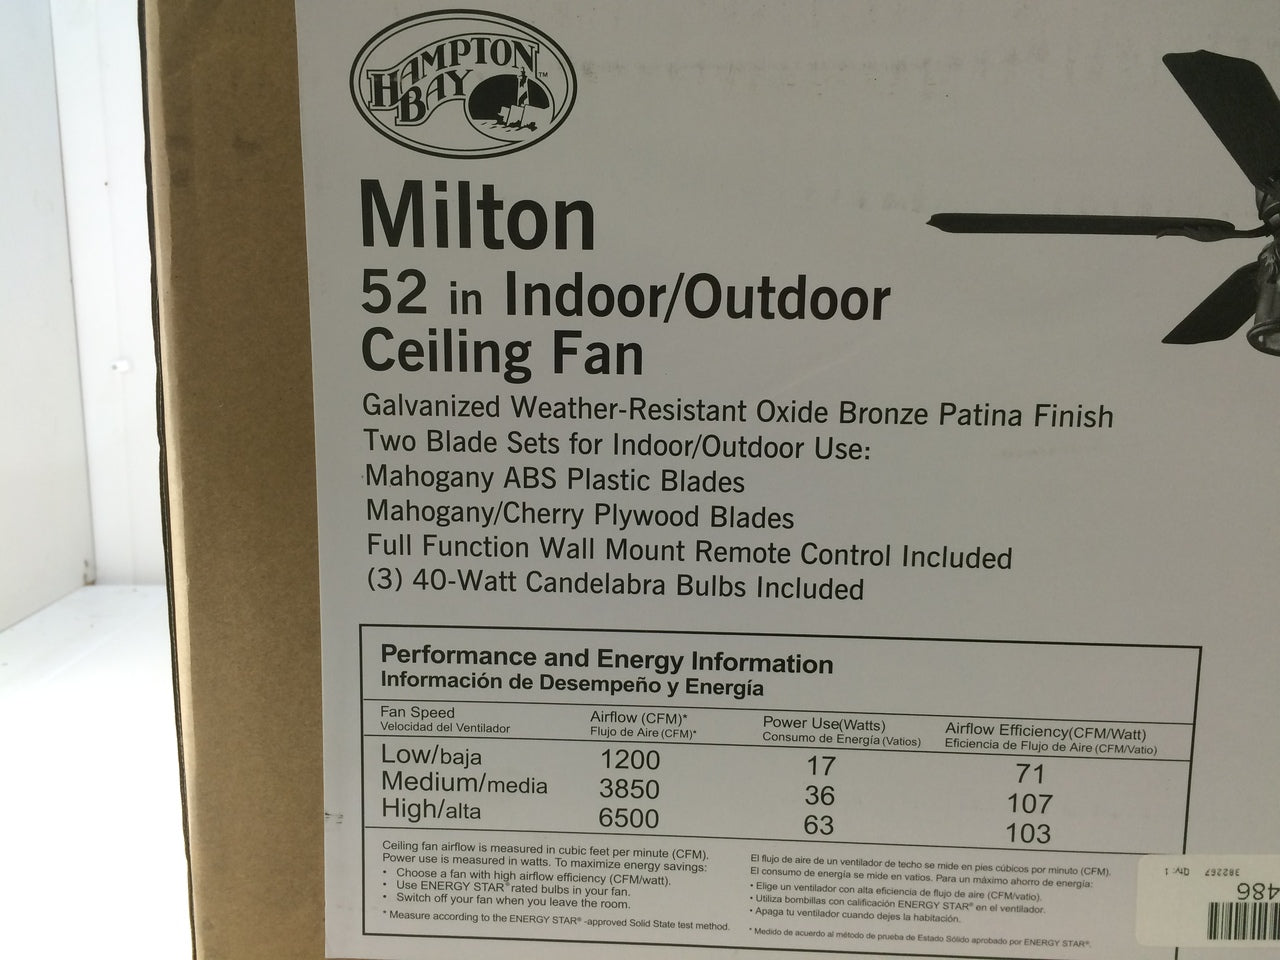 HAMPTON
BAY™
Milton
52 in Indoor/Outdoor
Ceiling Fan
Galvanized Weather-Resistant Oxide Bronze Patina Finish
Two Blade Sets for Indoor/Outdoor Use:
Mahogany ABS Plastic Blades
Mahogany/Cherry Plywood Blades
Full Function Wall Mount Remote Control Included
(3) 40-Watt Candelabra Bulbs Included
Performance and Energy Information
Información de Desempeño y Energía
Fan Speed Airflow (CFM)* Power Use(Watts) Airflow Efficiency(CFM/Watt)
Velocidad del Ventilador Flujo de Aire (CFM)* Consumo de Energía (Vatios) Eficiencia de Flujo de Aire (CFM/Vatio)
Low/baja 1200 17 71
Medium/media 3850 36 107
High/alta 6500 63 103
Ceiling fan airflow is measured in cubic feet per minute (CFM).
Power use is measured in watts. To maximize energy savings:
• Choose a fan with high airflow efficiency (CFM/watt).
• Use ENERGY STAR® rated bulbs in your fan.
• Switch off your fan when you leave the room.
* Measure according to the ENERGY STAR® -approved Solid State test method.
El flujo de aire de un ventilador de techo se mide en pies cúbicos por minuto (CFM).
El consumo de energía se mide en vatios. Para un máximo ahorro de energía:
• Elige un ventilador con alta eficiencia de flujo de aire (CFM/vatio).
• Utiliza bombillas con calificación ENERGY STAR® en el ventilador.
• Apaga tu ventilador cuando dejes la habitación.
* Medido de acuerdo al método de prueba de Estado Sólido aprobado por ENERGY STAR®.
382267 Qty: 1
486